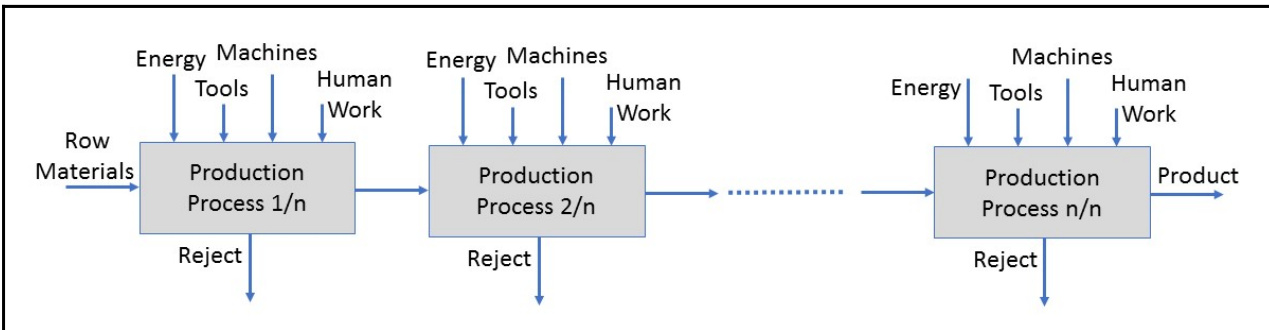 Energy
Machines
Tools
Human
Work
Row
Materials
Production
Process 1/n
Reject
Energy
Machines
Tools
Human
Work
Production
Process 2/n
Reject
Machines
Energy
Tools
Human
Work
Production
Process n/n
Product
Reject